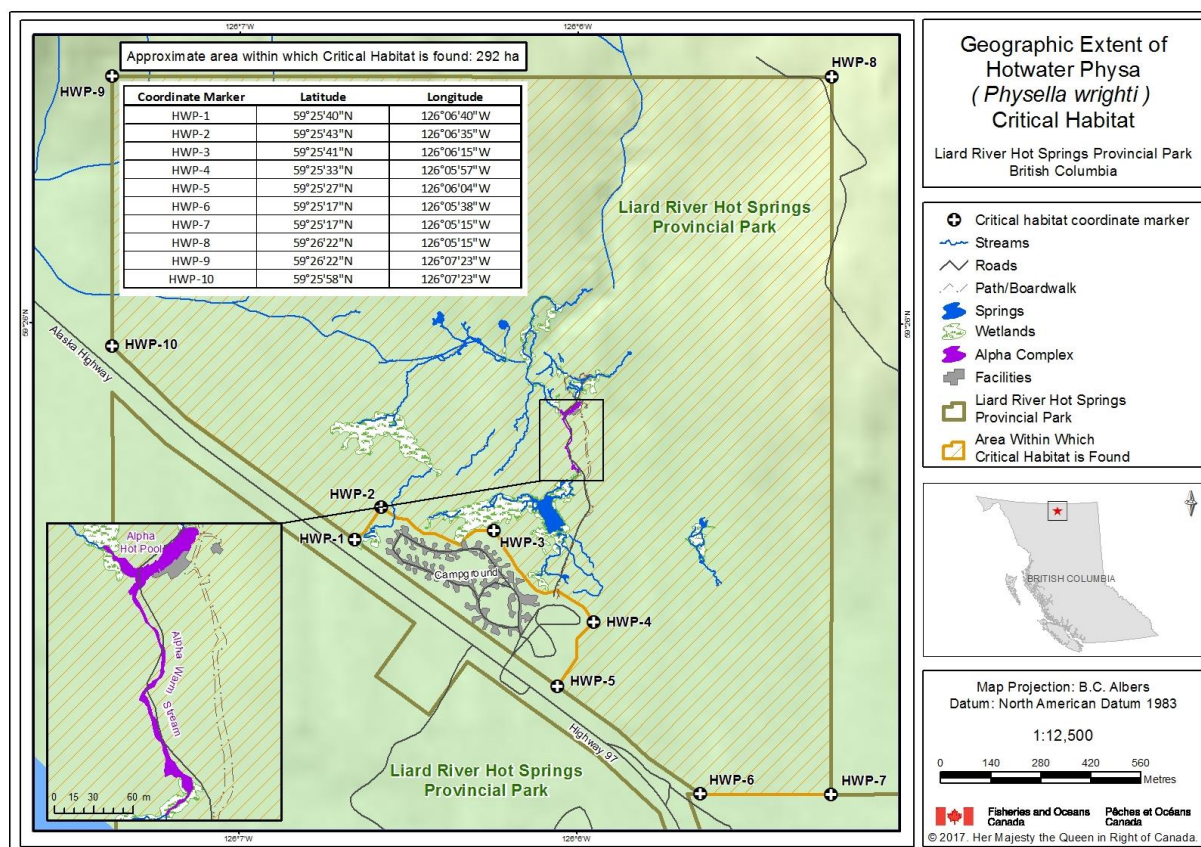 126°7'W
126°6'W
Approximate area within which Critical Habitat is found: 292 ha
HWP-9
HWP-8
Coordinate Marker Latitude Longitude
HWP-1 59°25'40"N 126°06'40"W
HWP-2 59°25'43"N 126°06'35"W
HWP-3 59°25'41"N 126°06'15"W
HWP-4 59°25'33"N 126°05'57"W
HWP-5 59°25'27"N 126°06'04"W
HWP-6 59°25'17"N 126°05'38"W
HWP-7 59°25'17"N 126°05'15"W
HWP-8 59°26'22"N 126°05'15"W
HWP-9 59°26'22"N 126°07'23"W
HWP-10 59°25'58"N 126°07'23"W
Liard River Hot Springs
Provincial Park
59°26'N
59°26'N
HWP-10
Alaska Highway
HWP-2
HWP-1
HWP-3
Campground
HWP-4
HWP-5
Highway 97
HWP-6
HWP-7
Liard River Hot Springs
Provincial Park
Alpha
Hot Pool
Alpha Warm Stream
0 15 30 60 m
126°7'W
126°6'W
Geographic Extent of
Hotwater Physa
( Physella wrighti )
Critical Habitat
Liard River Hot Springs Provincial Park
British Columbia
Critical habitat coordinate marker
Streams
Roads
Path/Boardwalk
Springs
Wetlands
Alpha Complex
Facilities
Liard River Hot Springs
Provincial Park
Area Within Which
Critical Habitat is Found
BRITISH COLUMBIA
Map Projection: B.C. Albers
Datum: North American Datum 1983
1:12,500
0 140 280 420 560
Metres
Fisheries and Oceans Pêches et Océans
Canada Canada
© 2017. Her Majesty the Queen in Right of Canada.